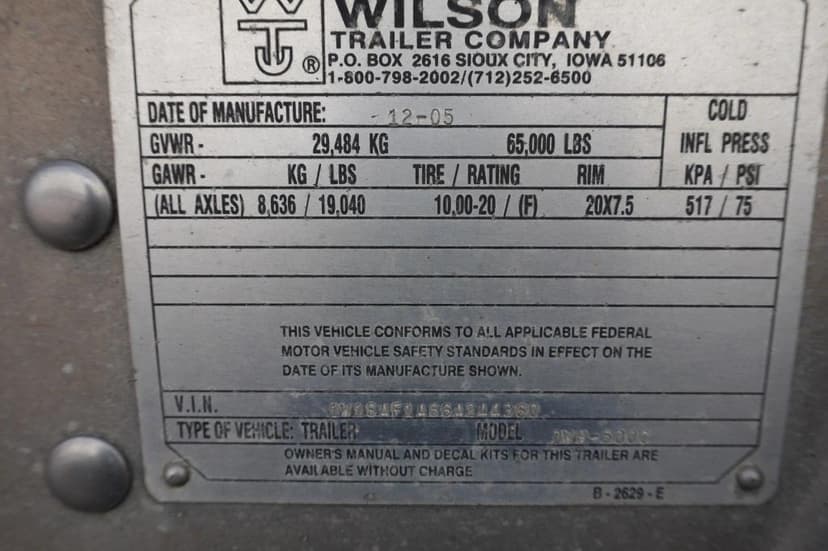 WT
®
WILSON
TRAILER COMPANY
P.O. BOX 2616 SIOUX CITY, IOWA 51106
1-800-798-2002/(712)252-6500
DATE OF MANUFACTURE: 12-05 COLD
GVWR - 29,484 KG 65,000 LBS INFL PRESS
GAWR - KG / LBS TIRE / RATING RIM KPA / PSI
(ALL AXLES) 8,636 / 19,040 10,00-20 / (F) 20X7.5 517 / 75
THIS VEHICLE CONFORMS TO ALL APPLICABLE FEDERAL
MOTOR VEHICLE SAFETY STANDARDS IN EFFECT ON THE
DATE OF ITS MANUFACTURE SHOWN.
V.I.N.
TYPE OF VEHICLE: TRAILER MODEL
OWNER'S MANUAL AND DECAL KITS FOR THIS TRAILER ARE
AVAILABLE WITHOUT CHARGE
B - 2629 - E